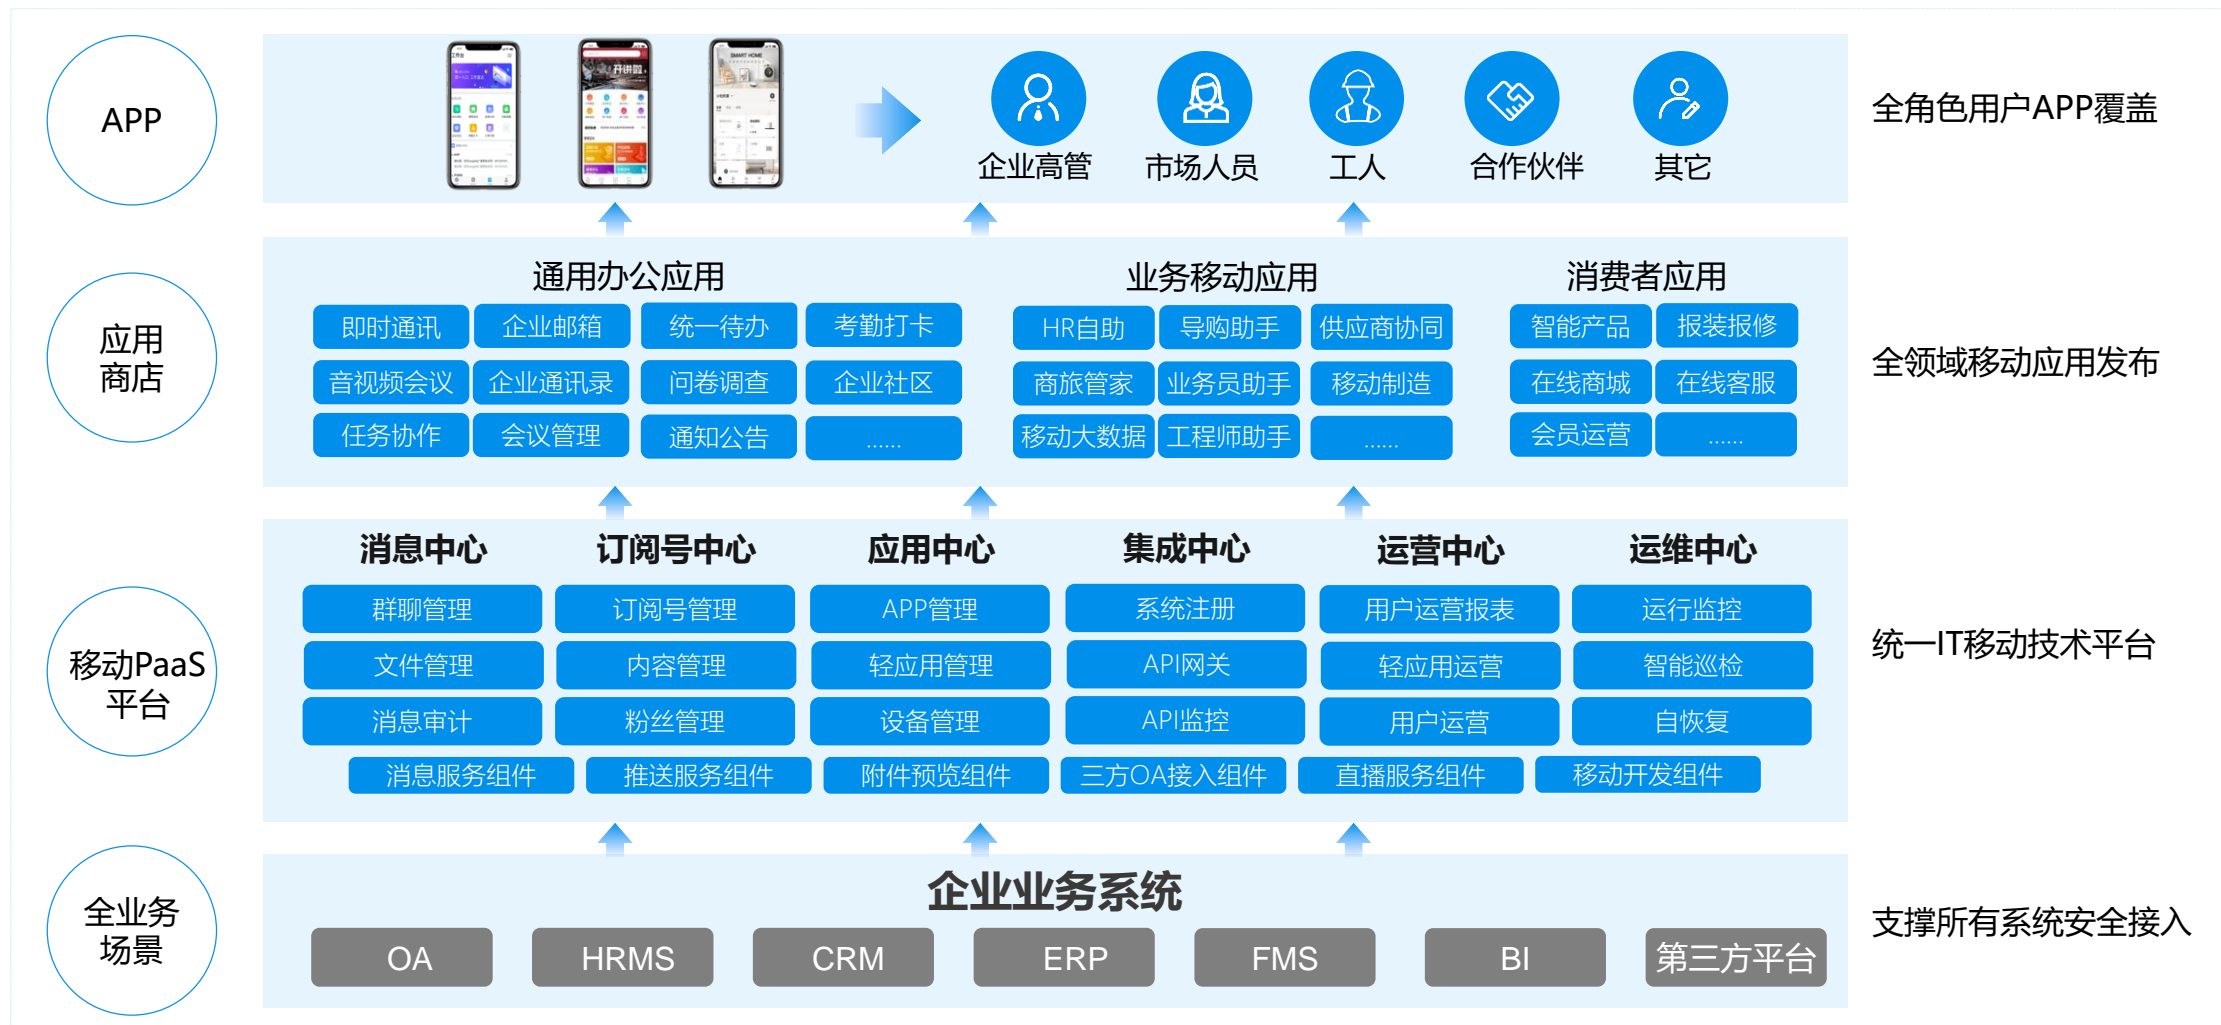 工作台
开讲啦
SMART HOME
APP
企业高管
市场人员
工人
合作伙伴
其它
全角色用户APP覆盖
应用
商店
通用办公应用
业务移动应用
消费者应用
即时通讯
企业邮箱
统一待办
考勤打卡
HR自助
导购助手
供应商协同
智能产品
报装报修
音视频会议
企业通讯录
问卷调查
企业社区
商旅管家
业务员助手
移动制造
在线商城
在线客服
任务协作
会议管理
通知公告
......
移动大数据
工程师助手
......
会员运营
......
全领域移动应用发布
移动PaaS
平台
消息中心
订阅号中心
应用中心
集成中心
运营中心
运维中心
群聊管理
订阅号管理
APP管理
系统注册
用户运营报表
运行监控
文件管理
内容管理
轻应用管理
API网关
轻应用运营
智能巡检
消息审计
粉丝管理
设备管理
API监控
用户运营
自恢复
消息服务组件
推送服务组件
附件预览组件
三方OA接入组件
直播服务组件
移动开发组件
统一IT移动技术平台
全业务
场景
企业业务系统
OA
HRMS
CRM
ERP
FMS
BI
第三方平台
支撑所有系统安全接入